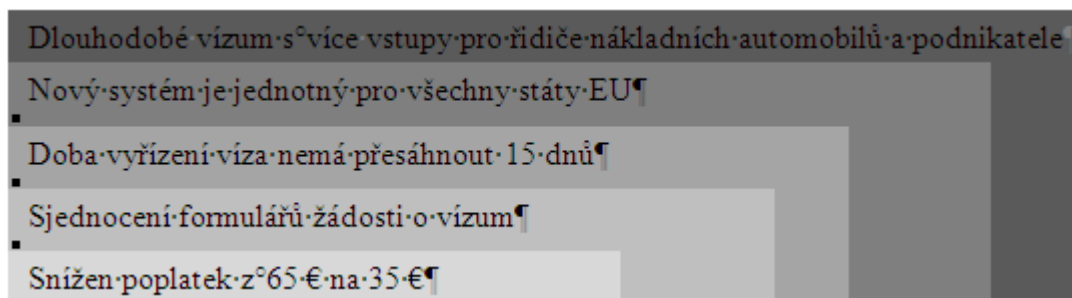 Dlouhodobé·vízum·s°více·vstupy·pro·řidiče·nákladních·automobilů·a·podnikatele¶
Nový·systém·je·jednotný·pro·všechny·státy·EU¶
Doba·vyřízení·víza·nemá·přesáhnout·15·dnů¶
Sjednocení·formulářů·žádosti·o·vízum¶
Snížen·poplatek·z°65·€·na·35·€¶